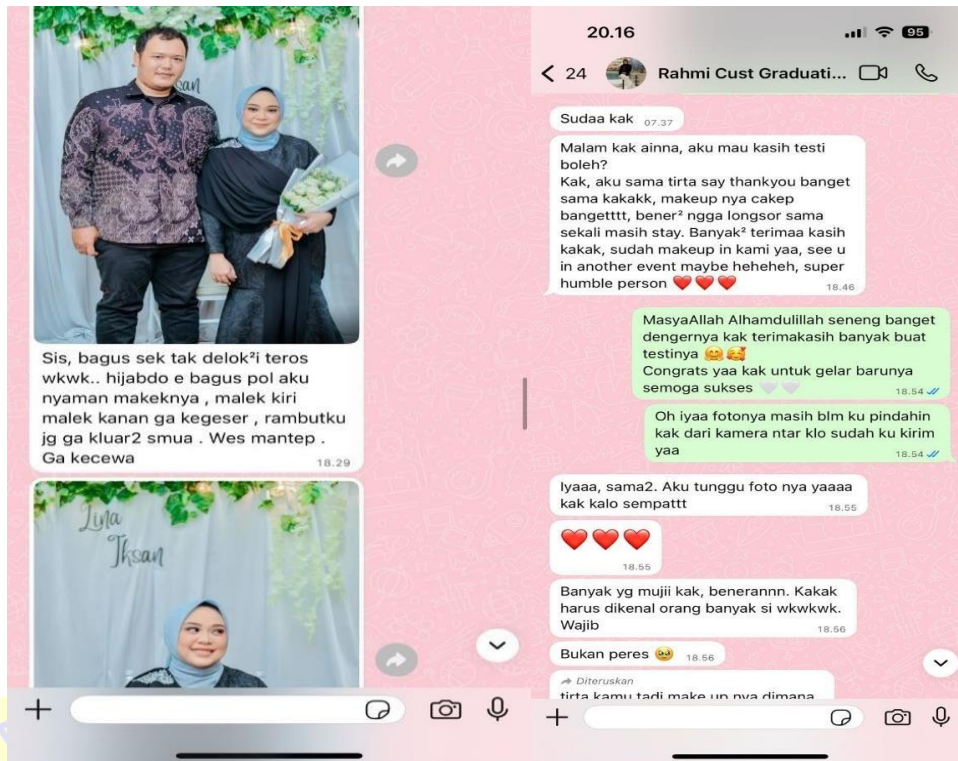 Iksan
Sis, bagus sek tak delok²i teros
wkwk.. hijabdo e bagus pol aku
nyaman makeknya , malek kiri
malek kanan ga kegeser , rambutku
jg ga kluar2 smua . Wes mantep .
Ga kecewa
18.29
Lina
Iksan
20.16
95
24
Rahmi Cust Graduati...
Sudaa kak 07.37
Malam kak ainna, aku mau kasih testi
boleh?
Kak, aku sama tirta say thankyou banget
sama kakakk, makeup nya cakep
bangetttt, bener² ngga longsor sama
sekali masih stay. Banyak² terimaa kasih
kakak, sudah makeup in kami yaa, see u
in another event maybe heheheh, super
humble person ❤️❤️❤️
18.46
MasyaAllah Alhamdulillah seneng banget
dengernya kak terimakasih banyak buat
testinya 🤗🥰
Congrats yaa kak untuk gelar barunya
semoga sukses 🤍🤍
18.54
Oh iyaa fotonya masih blm ku pindahin
kak dari kamera ntar klo sudah ku kirim
yaa
18.54
Iyaaa, sama2. Aku tunggu foto nya yaaaa
kak kalo sempattt
18.55
❤️❤️❤️
18.55
Banyak yg mujii kak, benerannn. Kakak
harus dikenal orang banyak si wkwkwk.
Wajib
18.56
Bukan peres 🥹 18.56
Diteruskan
tirta kamu tadi make up nya dimana